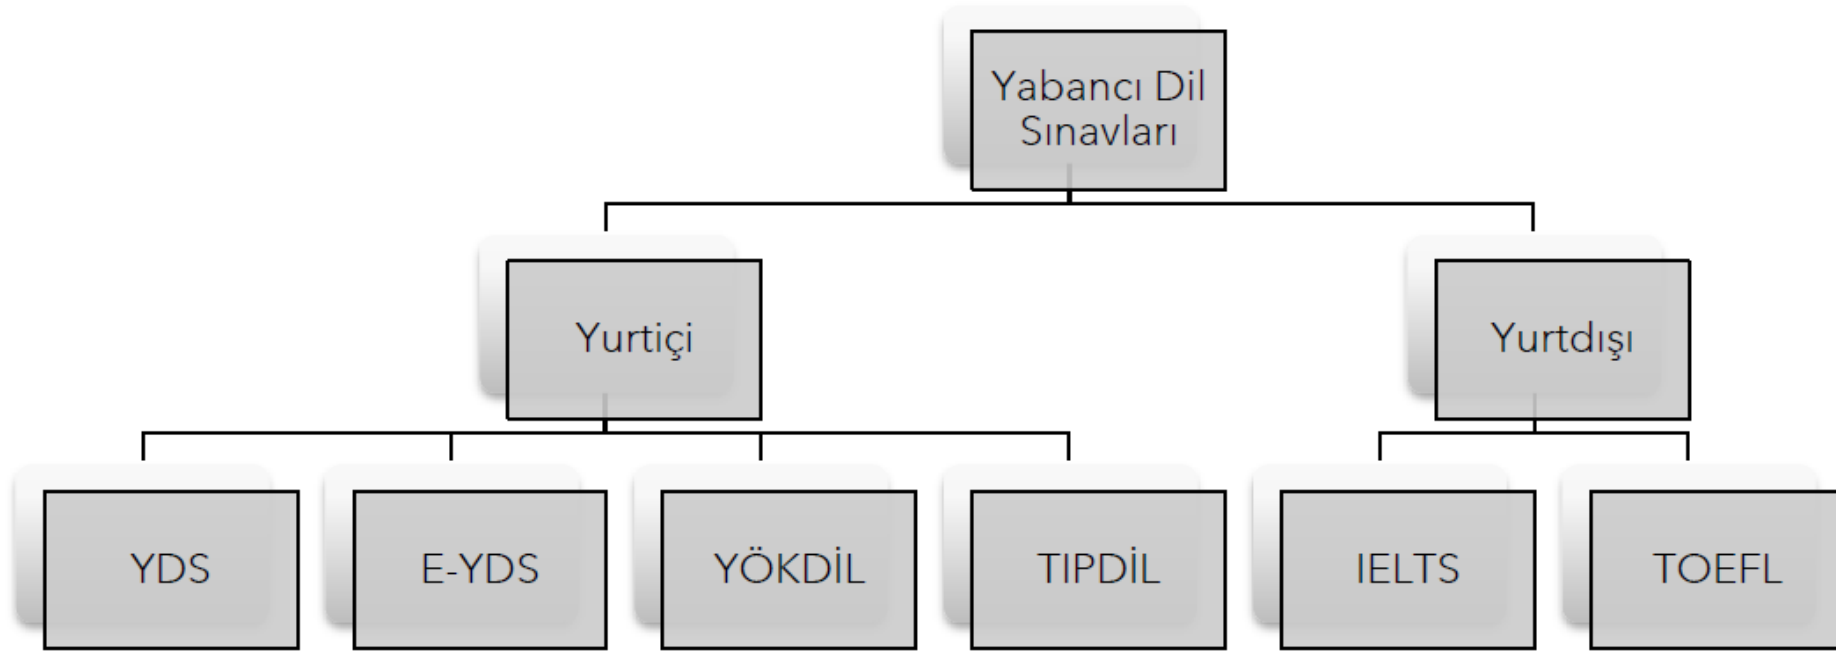 Yabancı Dil
Sınavları
Yurtiçi
Yurtdışı
YDS
E-YDS
YÖKDİL
TIPDİL
IELTS
TOEFL